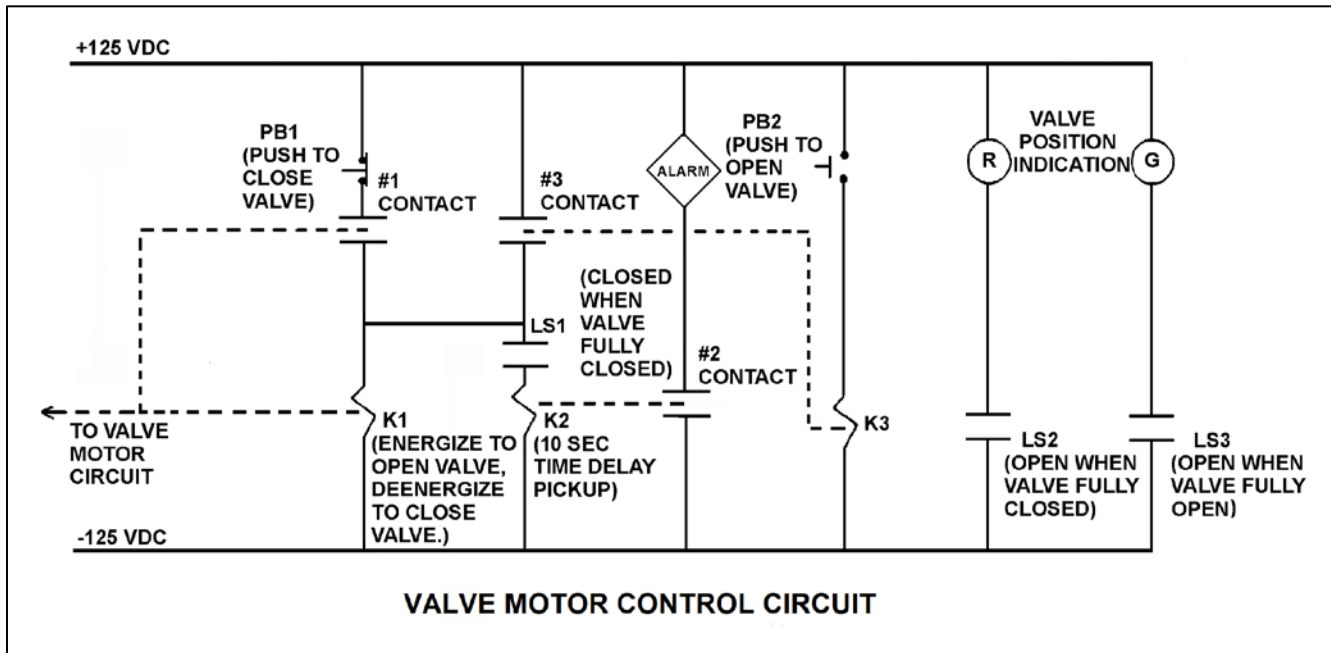 +125 VDC
PB1
(PUSH TO
CLOSE
VALVE)
#1
CONTACT
#3
CONTACT
ALARM
PB2
(PUSH TO
OPEN
VALVE)
R
VALVE
POSITION
INDICATION
G
(CLOSED
WHEN
VALVE
FULLY
CLOSED)
LS1
#2
CONTACT
TO VALVE
MOTOR
CIRCUIT
K1
(ENERGIZE TO
OPEN VALVE,
DEENERGIZE
TO CLOSE
VALVE.)
K2
(10 SEC
TIME DELAY
PICKUP)
K3
LS2
(OPEN WHEN
VALVE FULLY
CLOSED)
LS3
(OPEN WHEN
VALVE FULLY
OPEN)
-125 VDC
VALVE MOTOR CONTROL CIRCUIT